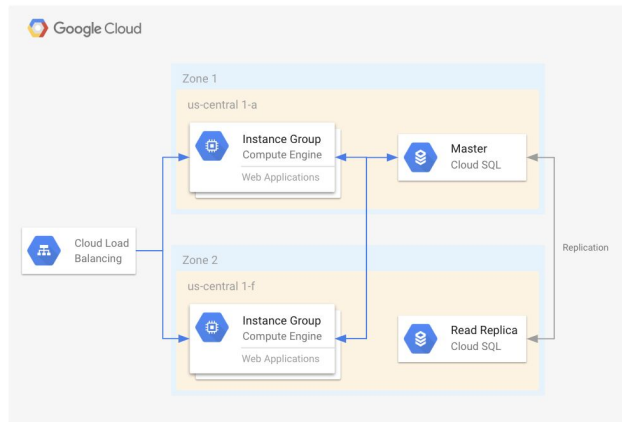 Google Cloud
Zone 1
us-central 1-a
Instance Group
Compute Engine
Web Applications
Master
Cloud SQL
Cloud Load
Balancing
Replication
Zone 2
us-central 1-f
Instance Group
Compute Engine
Web Applications
Read Replica
Cloud SQL